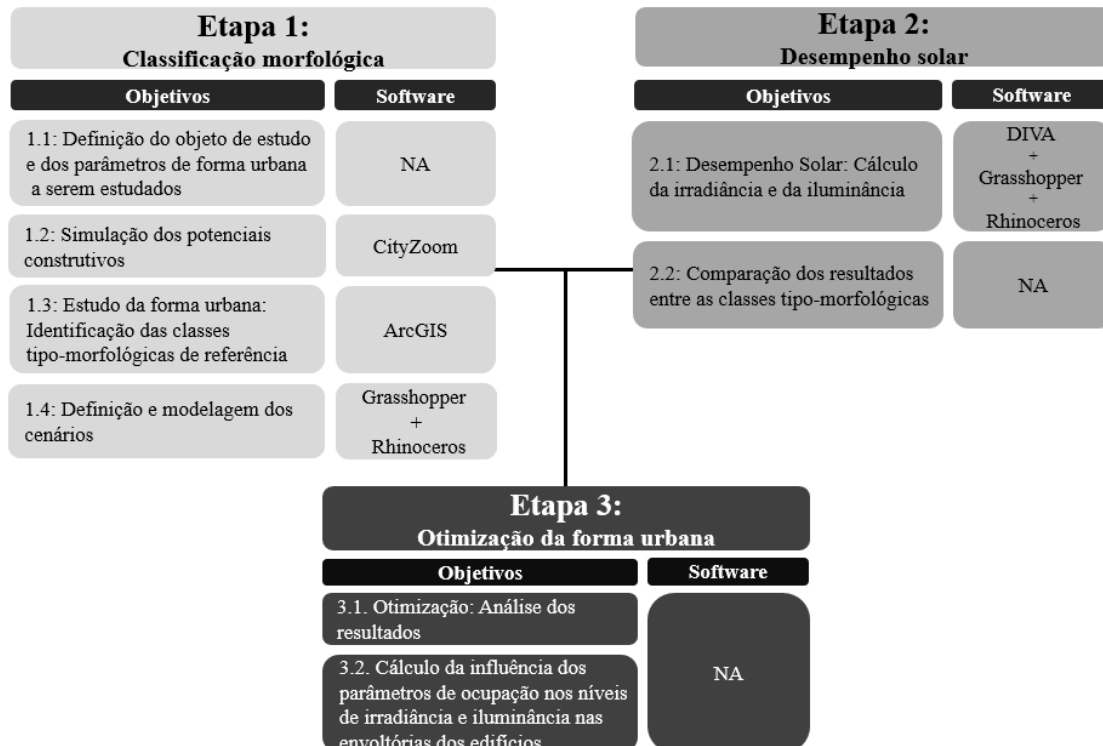 Etapa 1:
Classificação morfológica
Objetivos
Software
1.1: Definição do objeto de estudo
e dos parâmetros de forma urbana
a serem estudados
NA
1.2: Simulação dos potenciais
construtivos
CityZoom
1.3: Estudo da forma urbana:
Identificação das classes
tipo-morfológicas de referência
ArcGIS
1.4: Definição e modelagem dos
cenários
Grasshopper
+
Rhinoceros
Etapa 2:
Desempenho solar
Objetivos
Software
2.1: Desempenho Solar: Cálculo
da irradiância e da iluminância
DIVA
+
Grasshopper
+
Rhinoceros
2.2: Comparação dos resultados
entre as classes tipo-morfológicas
NA
Etapa 3:
Otimização da forma urbana
Objetivos
Software
3.1. Otimização: Análise dos
resultados
3.2. Cálculo da influência dos
parâmetros de ocupação nos níveis
de irradiância e iluminância nas
envoltórias dos edifícios
NA